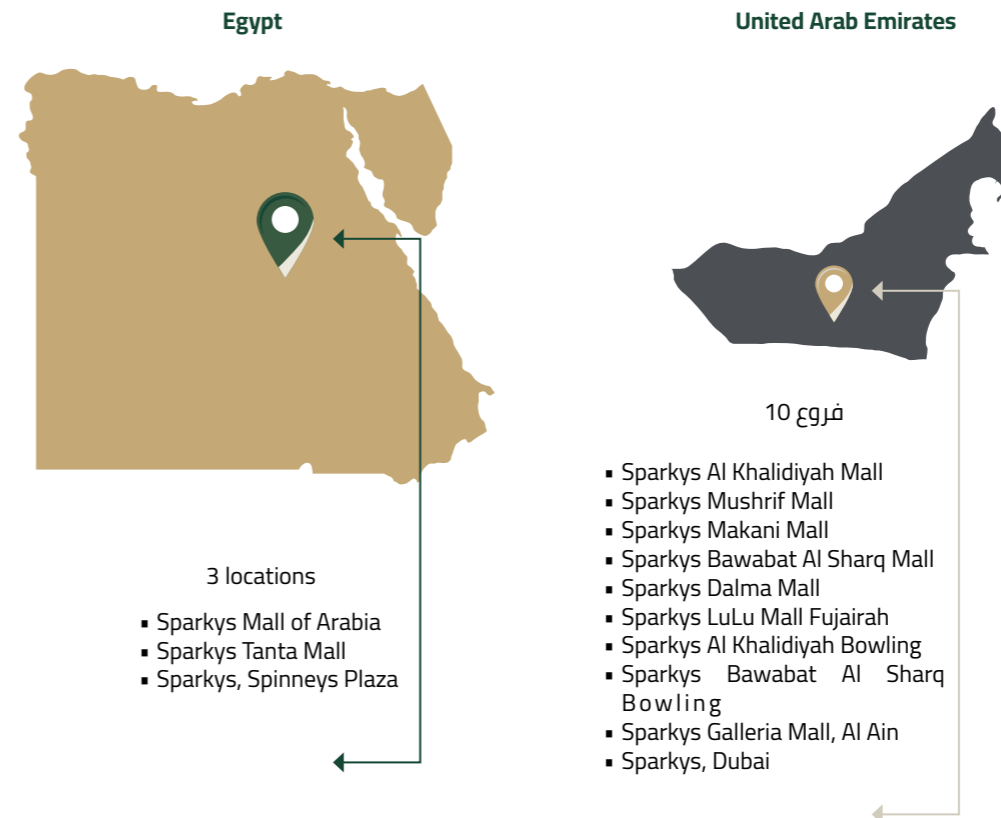 Egypt
3 locations
▪ Sparkys Mall of Arabia
▪ Sparkys Tanta Mall
▪ Sparkys, Spinneys Plaza
United Arab Emirates
10 فروع
▪ Sparkys Al Khalidiyah Mall
▪ Sparkys Mushrif Mall
▪ Sparkys Makani Mall
▪ Sparkys Bawabat Al Sharq Mall
▪ Sparkys Dalma Mall
▪ Sparkys LuLu Mall Fujairah
▪ Sparkys Al Khalidiyah Bowling
▪ Sparkys Bawabat Al Sharq
Bowling
▪ Sparkys Galleria Mall, Al Ain
▪ Sparkys, Dubai